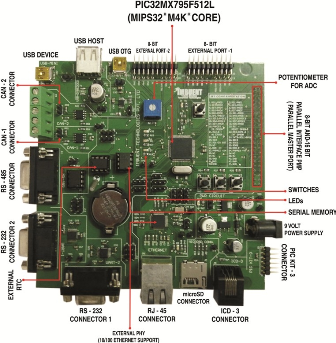 PIC32MX795F512L
(MIPS32*M4K*CORE)
USB HOST
USB OTG
8-BIT
EXTERNAL PORT-2
8-BIT
EXTERNAL PORT -1
USB DEVICE
CAN - 2
CONNECTOR
CAN -1
CONNECTOR
RS - 485
CONNECTOR
RS - 232
CONNECTOR 2
EXTERNAL
RTC
POTENTIOMETER
FOR ADC
8-BIT AND 16 BIT
PARALLEL INTERFACE PMP
( PARALLEL MASTER PORT)
SWITCHES
LEDs
SERIAL MEMORY
9 VOLT
POWER SUPPLY
PIC KIT - 3
CONNECTOR
RS - 232
CONNECTOR 1
RJ - 45
CONNECTOR
microSD
CONNECTOR
ICD - 3
CONNECTOR
EXTERNAL PHY
(10/100 ETHERNET SUPPORT)